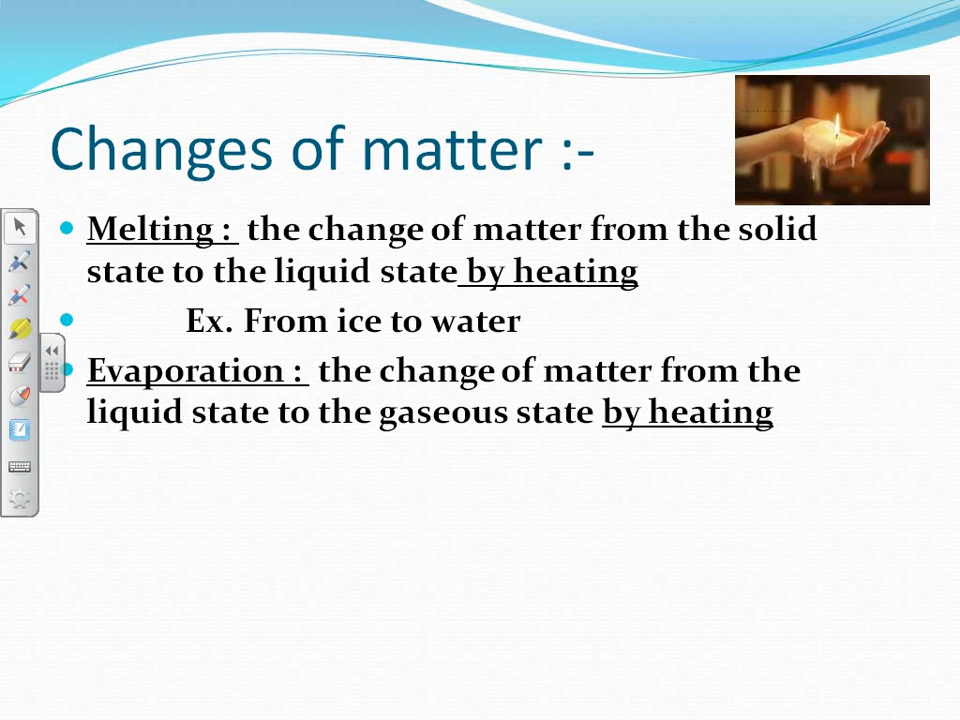 Changes of matter :-
Melting : the change of matter from the solid
state to the liquid state by heating
Ex. From ice to water
Evaporation : the change of matter from the
liquid state to the gaseous state by heating